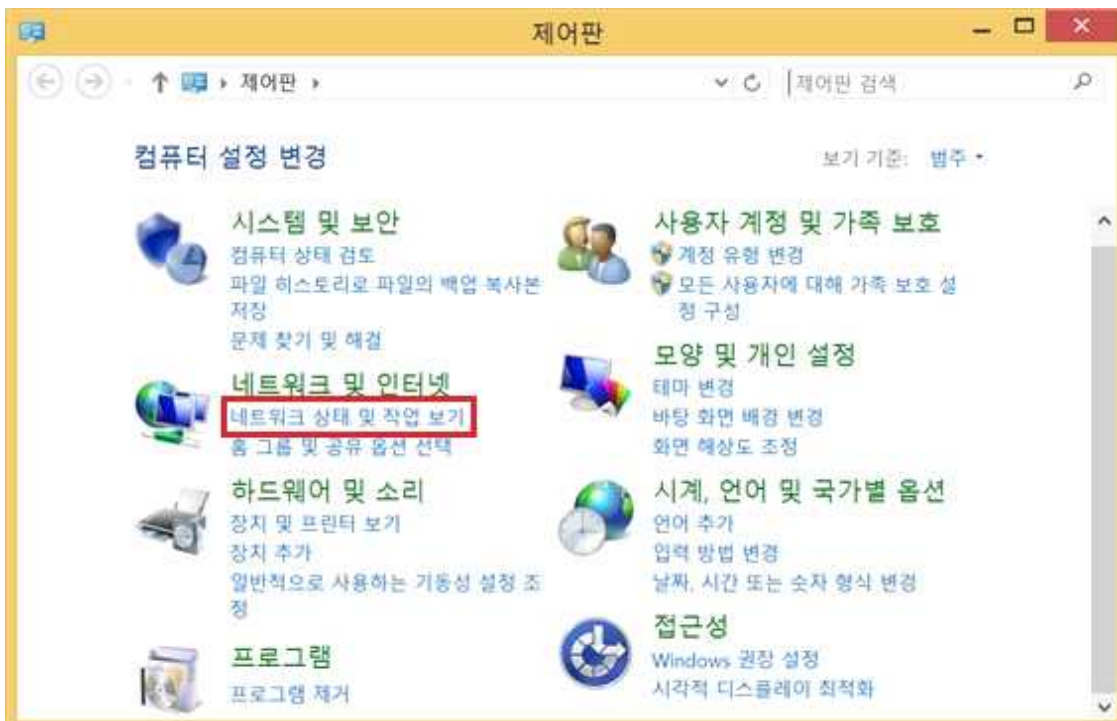 제어판
제어판
제어판 검색
컴퓨터 설정 변경
보기 기준: 범주
시스템 및 보안
컴퓨터 상태 검토
파일 히스토리로 파일의 백업 복사본
저장
문제 찾기 및 해결
네트워크 및 인터넷
네트워크 상태 및 작업 보기
홈 그룹 및 공유 옵션 선택
하드웨어 및 소리
장치 및 프린터 보기
장치 추가
일반적으로 사용하는 기동성 설정 조
정
프로그램
프로그램 제거
사용자 계정 및 가족 보호
계정 유형 변경
모든 사용자에 대해 가족 보호 설
정 구성
모양 및 개인 설정
테마 변경
바탕 화면 배경 변경
화면 해상도 조정
시계, 언어 및 국가별 옵션
언어 추가
입력 방법 변경
날짜, 시간 또는 숫자 형식 변경
접근성
Windows 권장 설정
시각적 디스플레이 최적화